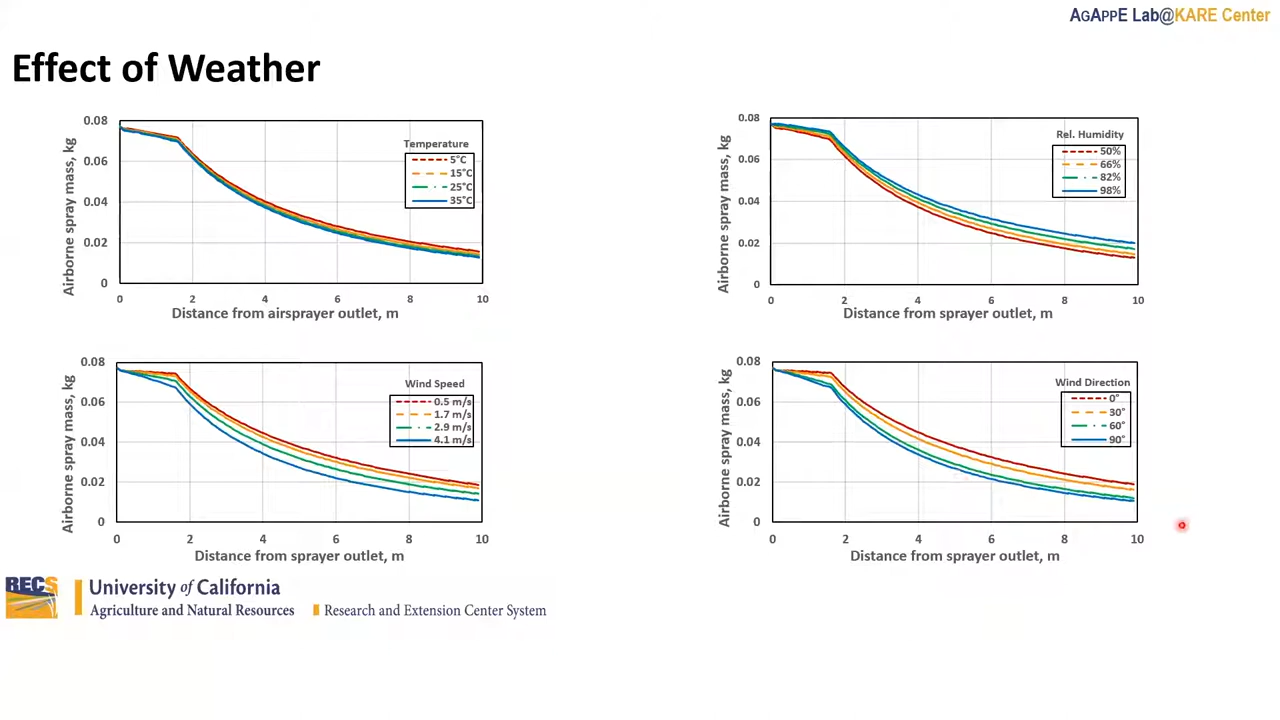 AgAppE Lab@KARE Center
Effect of Weather
0.08
0.06
0.04
0.02
0
Airborne spray mass, kg
Temperature
5°C
15°C
25°C
35°C
0 2 4 6 8 10
Distance from airsprayer outlet, m
0.08
0.06
0.04
0.02
0
Airborne spray mass, kg
Rel. Humidity
50%
66%
82%
98%
0 2 4 6 8 10
Distance from sprayer outlet, m
0.08
0.06
0.04
0.02
0
Airborne spray mass, kg
Wind Speed
0.5 m/s
1.7 m/s
2.9 m/s
4.1 m/s
0 2 4 6 8 10
Distance from sprayer outlet, m
0.08
0.06
0.04
0.02
0
Airborne spray mass, kg
Wind Direction
0°
30°
60°
90°
0 2 4 6 8 10
Distance from sprayer outlet, m
RECS
University of California
Agriculture and Natural Resources
Research and Extension Center System